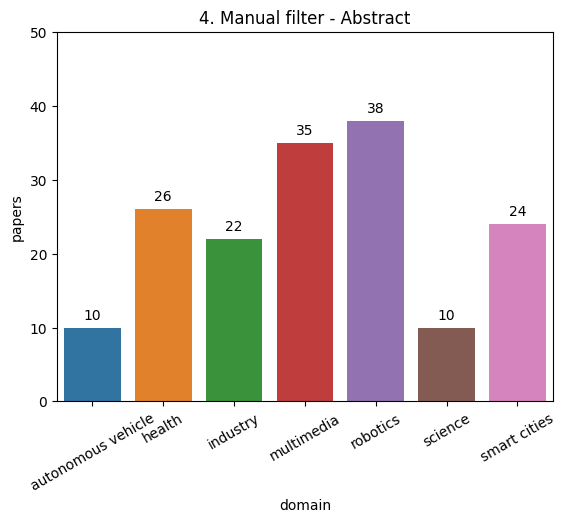 4. Manual filter - Abstract
50
40
30
20
10
0
papers
10
26
22
35
38
10
24
autonomous vehicle
health
industry
multimedia
robotics
science
smart cities
domain